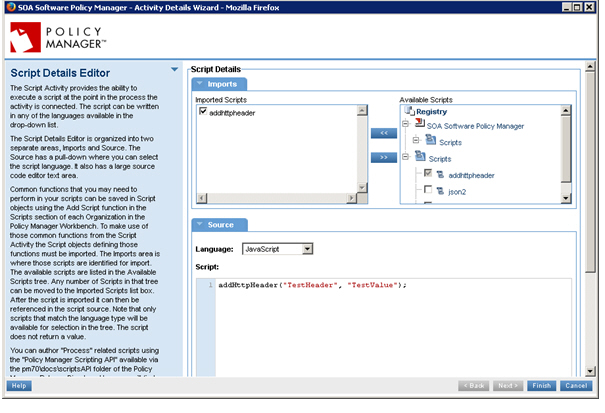 SOA Software Policy Manager - Activity Details Wizard - Mozilla Firefox
POLICY
MANAGER™
Script Details Editor
The Script Activity provides the ability to
execute a script at the point in the process the
activity is connected. The script can be written
in any of the languages available in the
drop-down list.
The Script Details Editor is organized into two
separate areas, Imports and Source. The
Source has a pull-down where you can select
the script language. It also has a large source
code editor text area.
Common functions that you may need to
perform in your scripts can be saved in Script
objects using the Add Script function in the
Scripts section of each Organization in the
Policy Manager Workbench. To make use of
those common functions from the Script
Activity the Script objects defining those
functions must be imported. The Imports area is
where those scripts are identified for import.
The available scripts are listed in the Available
Scripts tree. Any number of Scripts in that tree
can be moved to the Imported Scripts list box.
After the script is imported it can then be
referenced in the script source. Note that only
scripts that match the language type will be
available for selection in the tree. The script
does not return a value.
You can author "Process" related scripts using
the "Policy Manager Scripting API" available via
the pm70\docs\scriptsAPI folder of the Policy
Script Details
Imports
Imported Scripts
addhttpheader
<<
>>
Available Scripts
Registry
SOA Software Policy Manager
Scripts
Scripts
addhttpheader
json2
Source
Language: JavaScript
Script:
1 addHttpHeader("TestHeader", "TestValue");
Help
< Back
Next >
Finish
Cancel